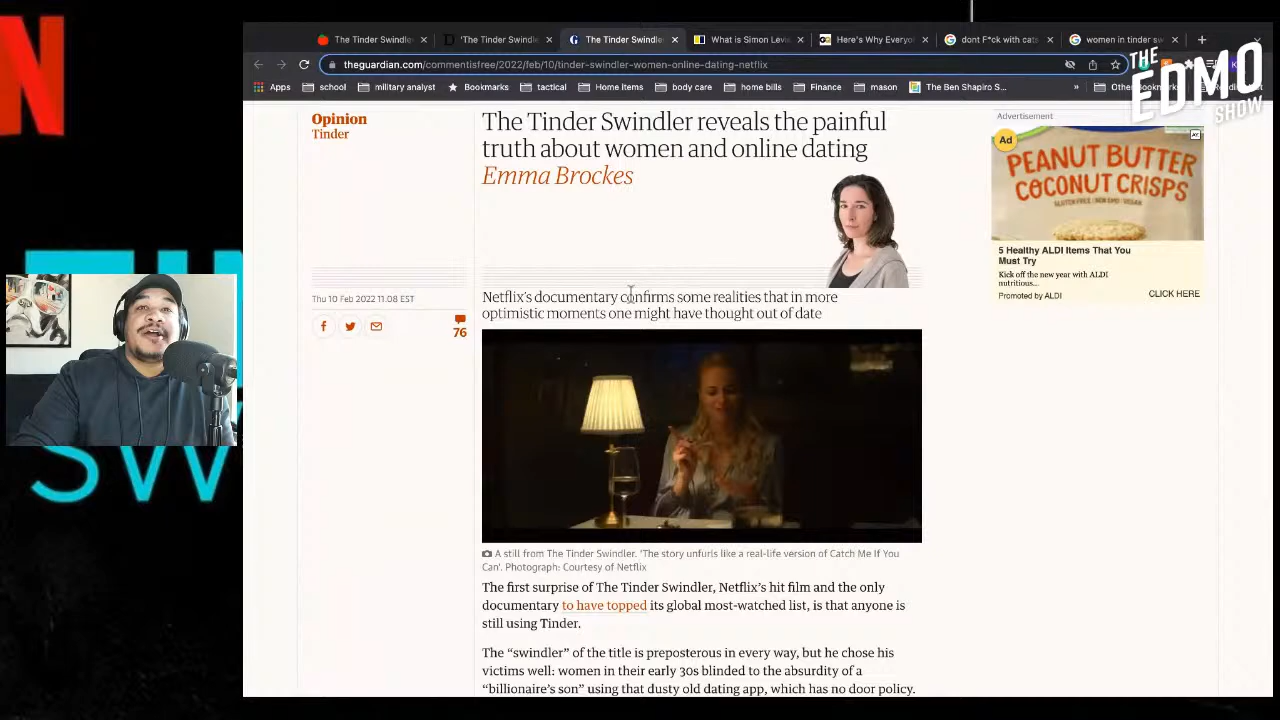 N
The Tinder Swindle
'The Tinder Swindle
The Tinder Swindle
What is Simon Levi
Here's Why Everyo
dont F*ck with cats
women in tinder sw
theguardian.com/commentisfree/2022/feb/10/tinder-swindler-women-online-dating-netflix
Apps
school
military analyst
Bookmarks
tactical
Home Items
body care
home bills
Finance
mason
The Ben Shapiro S...
»
THE
EDMO
SHOW
Opinion
Tinder
The Tinder Swindler reveals the painful
truth about women and online dating
Emma Brockes
Advertisement
Ad
PEANUT BUTTER
COCONUT CRISPS
5 Healthy ALDI Items That You
Must Try
Kick off the new year with ALDI
nutritious...
Promoted by ALDI
CLICK HERE
Thu 10 Feb 2022 11.08 EST
76
Netflix's documentary confirms some realities that in more
optimistic moments one might have thought out of date
A still from The Tinder Swindler. 'The story unfurls like a real-life version of Catch Me If You
Can'. Photograph: Courtesy of Netflix
The first surprise of The Tinder Swindler, Netflix's hit film and the only
documentary to have topped its global most-watched list, is that anyone is
still using Tinder.
The “swindler” of the title is preposterous in every way, but he chose his
victims well: women in their early 30s blinded to the absurdity of a
“billionaire's son” using that dusty old dating app, which has no door policy.
SW